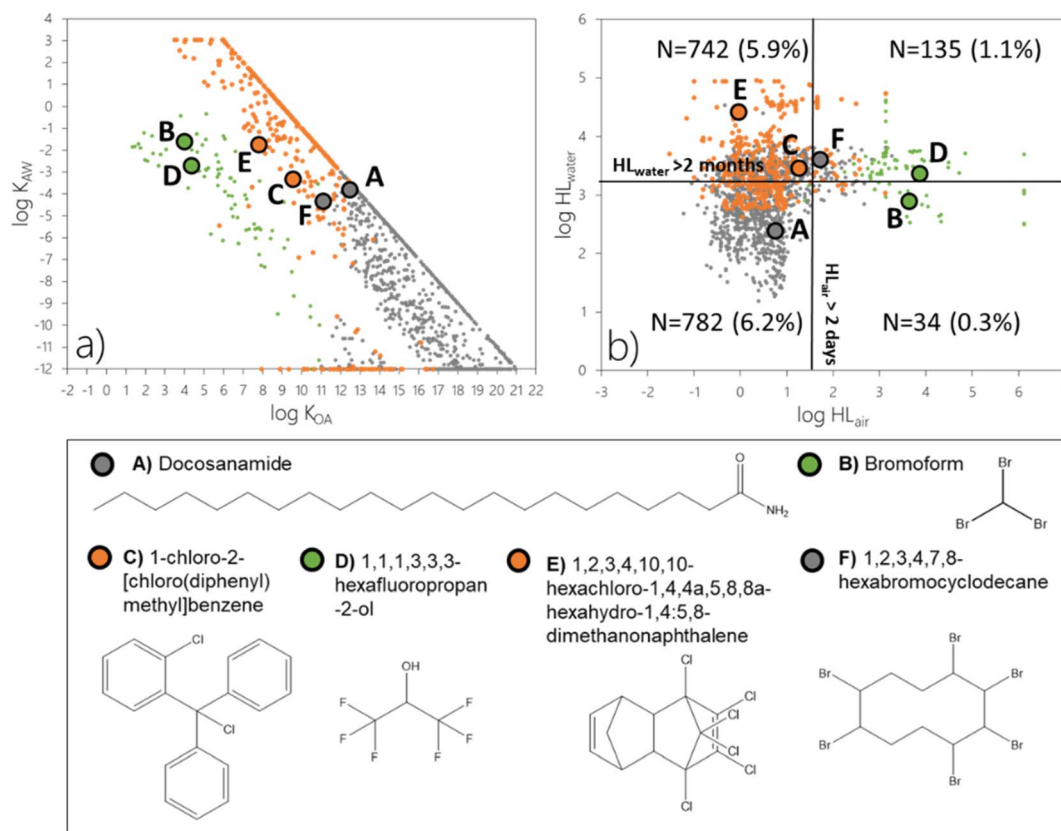 4
3
2
1
0
-1
-2
-3
-4
-5
-6
-7
-8
-9
-10
-11
-12
log K_AW
B
D
E
C
F
A
a)
-2 -1 0 1 2 3 4 5 6 7 8 9 10 11 12 13 14 15 16 17 18 19 20 21 22
log K_OA
6
5
4
3
2
1
0
log HL_water
N=742 (5.9%)
N=135 (1.1%)
E
C
F
D
HL_water >2 months
B
A
HL_air > 2 days
N=782 (6.2%)
N=34 (0.3%)
b)
-3 -2 -1 0 1 2 3 4 5 6 7
log HL_air
A) Docosanamide
O
NH2
B) Bromoform
Br
Br Br
C) 1-chloro-2-
[chloro(diphenyl)
methyl]benzene
Cl
Cl
D) 1,1,1,3,3,3-
hexafluoropropan
-2-ol
OH
F F
F F F F
E) 1,2,3,4,10,10-
hexachloro-1,4,4a,5,8,8a-
hexahydro-1,4:5,8-
dimethanonaphthalene
Cl
Cl
Cl
Cl
Cl
Cl
F) 1,2,3,4,7,8-
hexabromocyclodecane
Br
Br Br
Br Br
Br